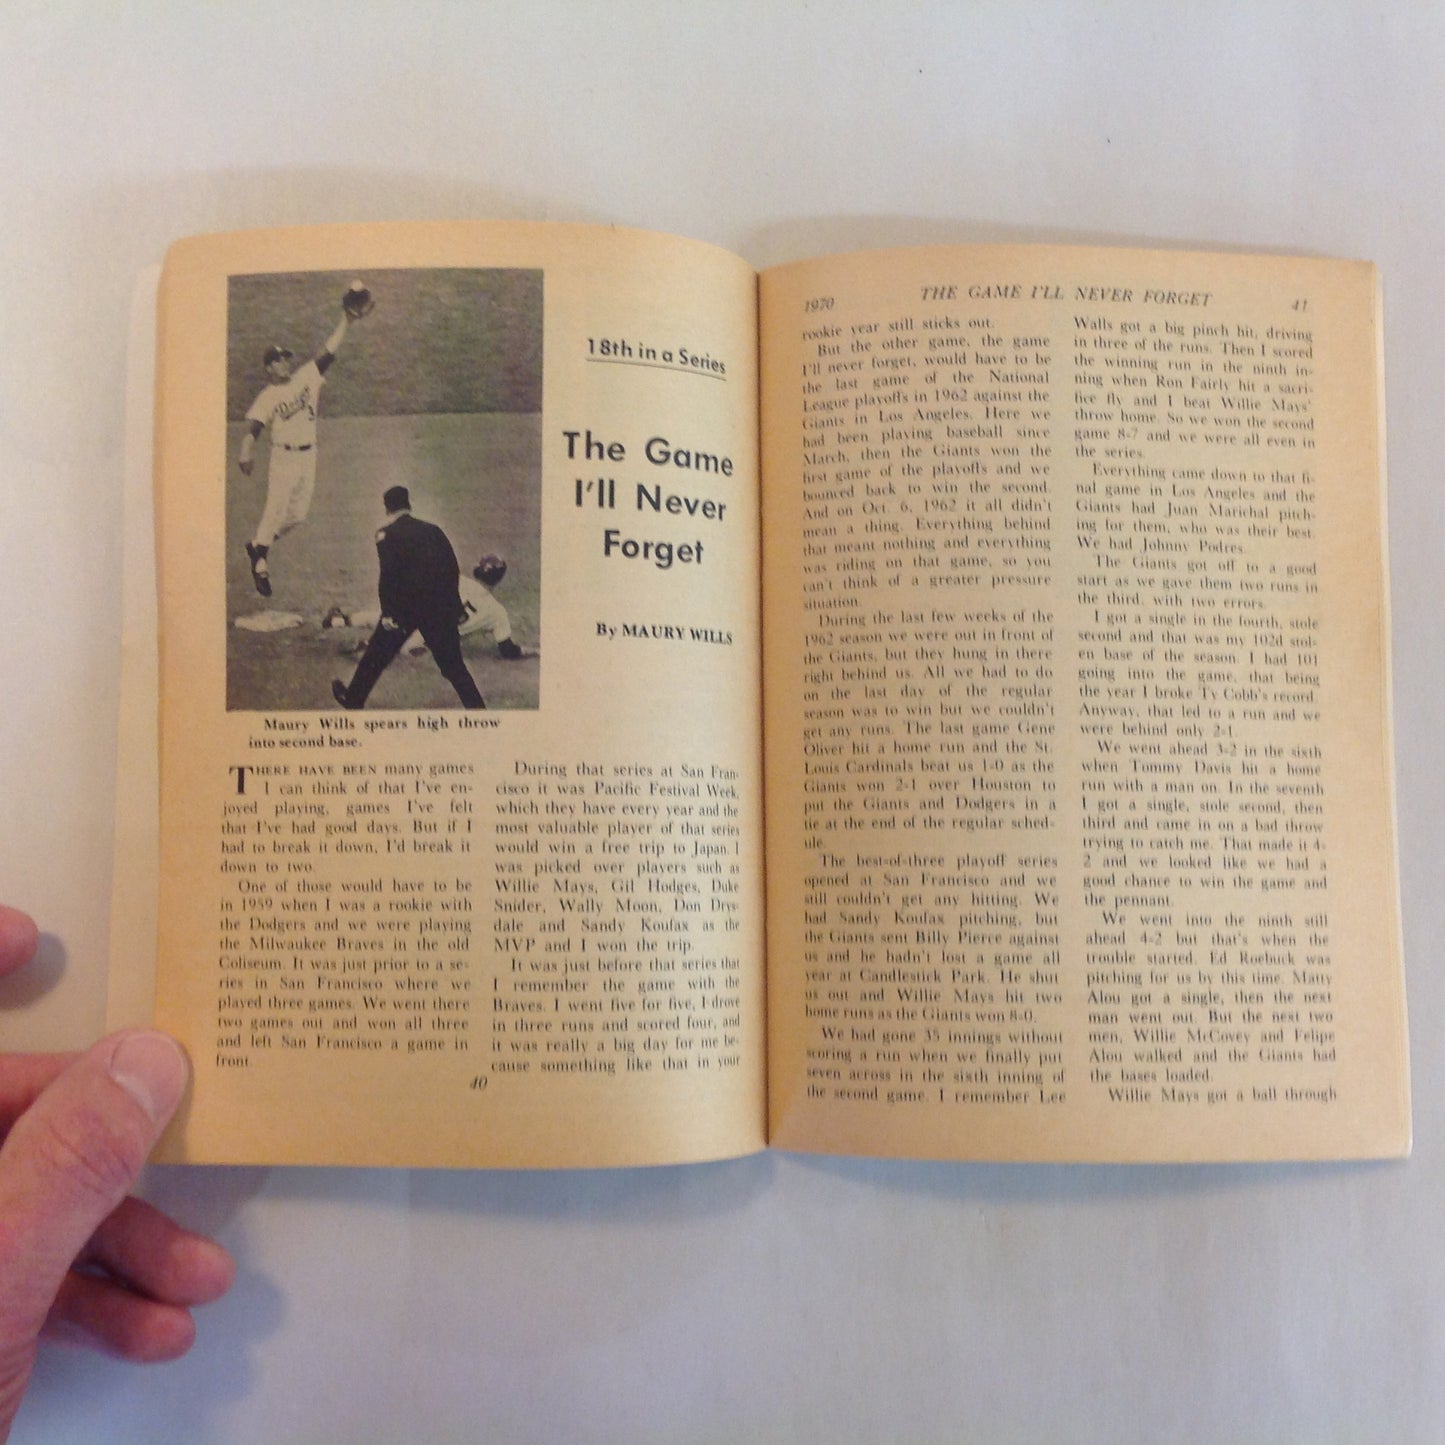 18th in a Series
The Game
I'll Never
Forget
By MAURY WILLS
Maury Wills spears high throw
into second base.
THERE HAVE BEEN many games
I can think of that I've en-
joyed playing, games I've felt
that I've had good days. But if I
had to break it down, I'd break it
down to two.
One of those would have to be
in 1959 when I was a rookie with
the Dodgers and we were playing
the Milwaukee Braves in the old
Coliseum. It was just prior to a se-
ries in San Francisco where we
played three games. We went there
two games out and won all three
and left San Francisco a game in
front.
During that series at San Fran-
cisco it was Pacific Festival Week,
which they have every year and the
most valuable player of that series
would win a free trip to Japan. I
was picked over players such as
Willie Mays, Gil Hodges, Duke
Snider, Wally Moon, Don Drys-
dale and Sandy Koufax as the
MVP and I won the trip.
It was just before that series that
I remember the game with the
Braves. I went five for five, I drove
in three runs and scored four, and
it was really a big day for me be-
cause something like that in your
40
1970 THE GAME I'LL NEVER FORGET 41
rookie year still sticks out.
But the other game, the game
I'll never forget, would have to be
the last game of the National
League playoffs in 1962 against the
Giants in Los Angeles. Here we
had been playing baseball since
March, then the Giants won the
first game of the playoffs and we
bounced back to win the second.
And on Oct. 6, 1962 it all didn't
mean a thing. Everything behind
that meant nothing and everything
was riding on that game, so you
can't think of a greater pressure
situation.
During the last few weeks of the
1962 season we were out in front of
the Giants, but they hung in there
right behind us. All we had to do
on the last day of the regular
season was to win but we couldn't
get any runs. The last game Gene
Oliver hit a home run and the St.
Louis Cardinals beat us 1-0 as the
Giants won 2-1 over Houston to
put the Giants and Dodgers in a
tie at the end of the regular sched-
ule.
The best-of-three playoff series
opened at San Francisco and we
still couldn't get any hitting. We
had Sandy Koufax pitching, but
the Giants sent Billy Pierce against
us and he hadn't lost a game all
year at Candlestick Park. He shut
us out and Willie Mays hit two
home runs as the Giants won 8-0.
We had gone 35 innings without
scoring a run when we finally put
seven across in the sixth inning of
the second game. I remember Lee
Walls got a big pinch hit, driving
in three of the runs. Then I scored
the winning run in the ninth in-
ning when Ron Fairly hit a sacri-
fice fly and I beat Willie Mays'
throw home. So we won the second
game 8-7 and we were all even in
the series.
Everything came down to that fi-
nal game in Los Angeles and the
Giants had Juan Marichal pitch-
ing for them, who was their best.
We had Johnny Podres.
The Giants got off to a good
start as we gave them two runs in
the third, with two errors.
I got a single in the fourth, stole
second and that was my 102d stol-
en base of the season. I had 101
going into the game, that being
the year I broke Ty Cobb's record.
Anyway, that led to a run and we
were behind only 2-1.
We went ahead 3-2 in the sixth
when Tommy Davis hit a home
run with a man on. In the seventh
I got a single, stole second, then
third and came in on a bad throw
trying to catch me. That made it 4-
2 and we looked like we had a
good chance to win the game and
the pennant.
We went into the ninth still
ahead 4-2 but that's when the
trouble started. Ed Roebuck was
pitching for us by this time. Matty
Alou got a single, then the next
man went out. But the next two
men, Willie McCovey and Felipe
Alou walked and the Giants had
the bases loaded.
Willie Mays got a ball through